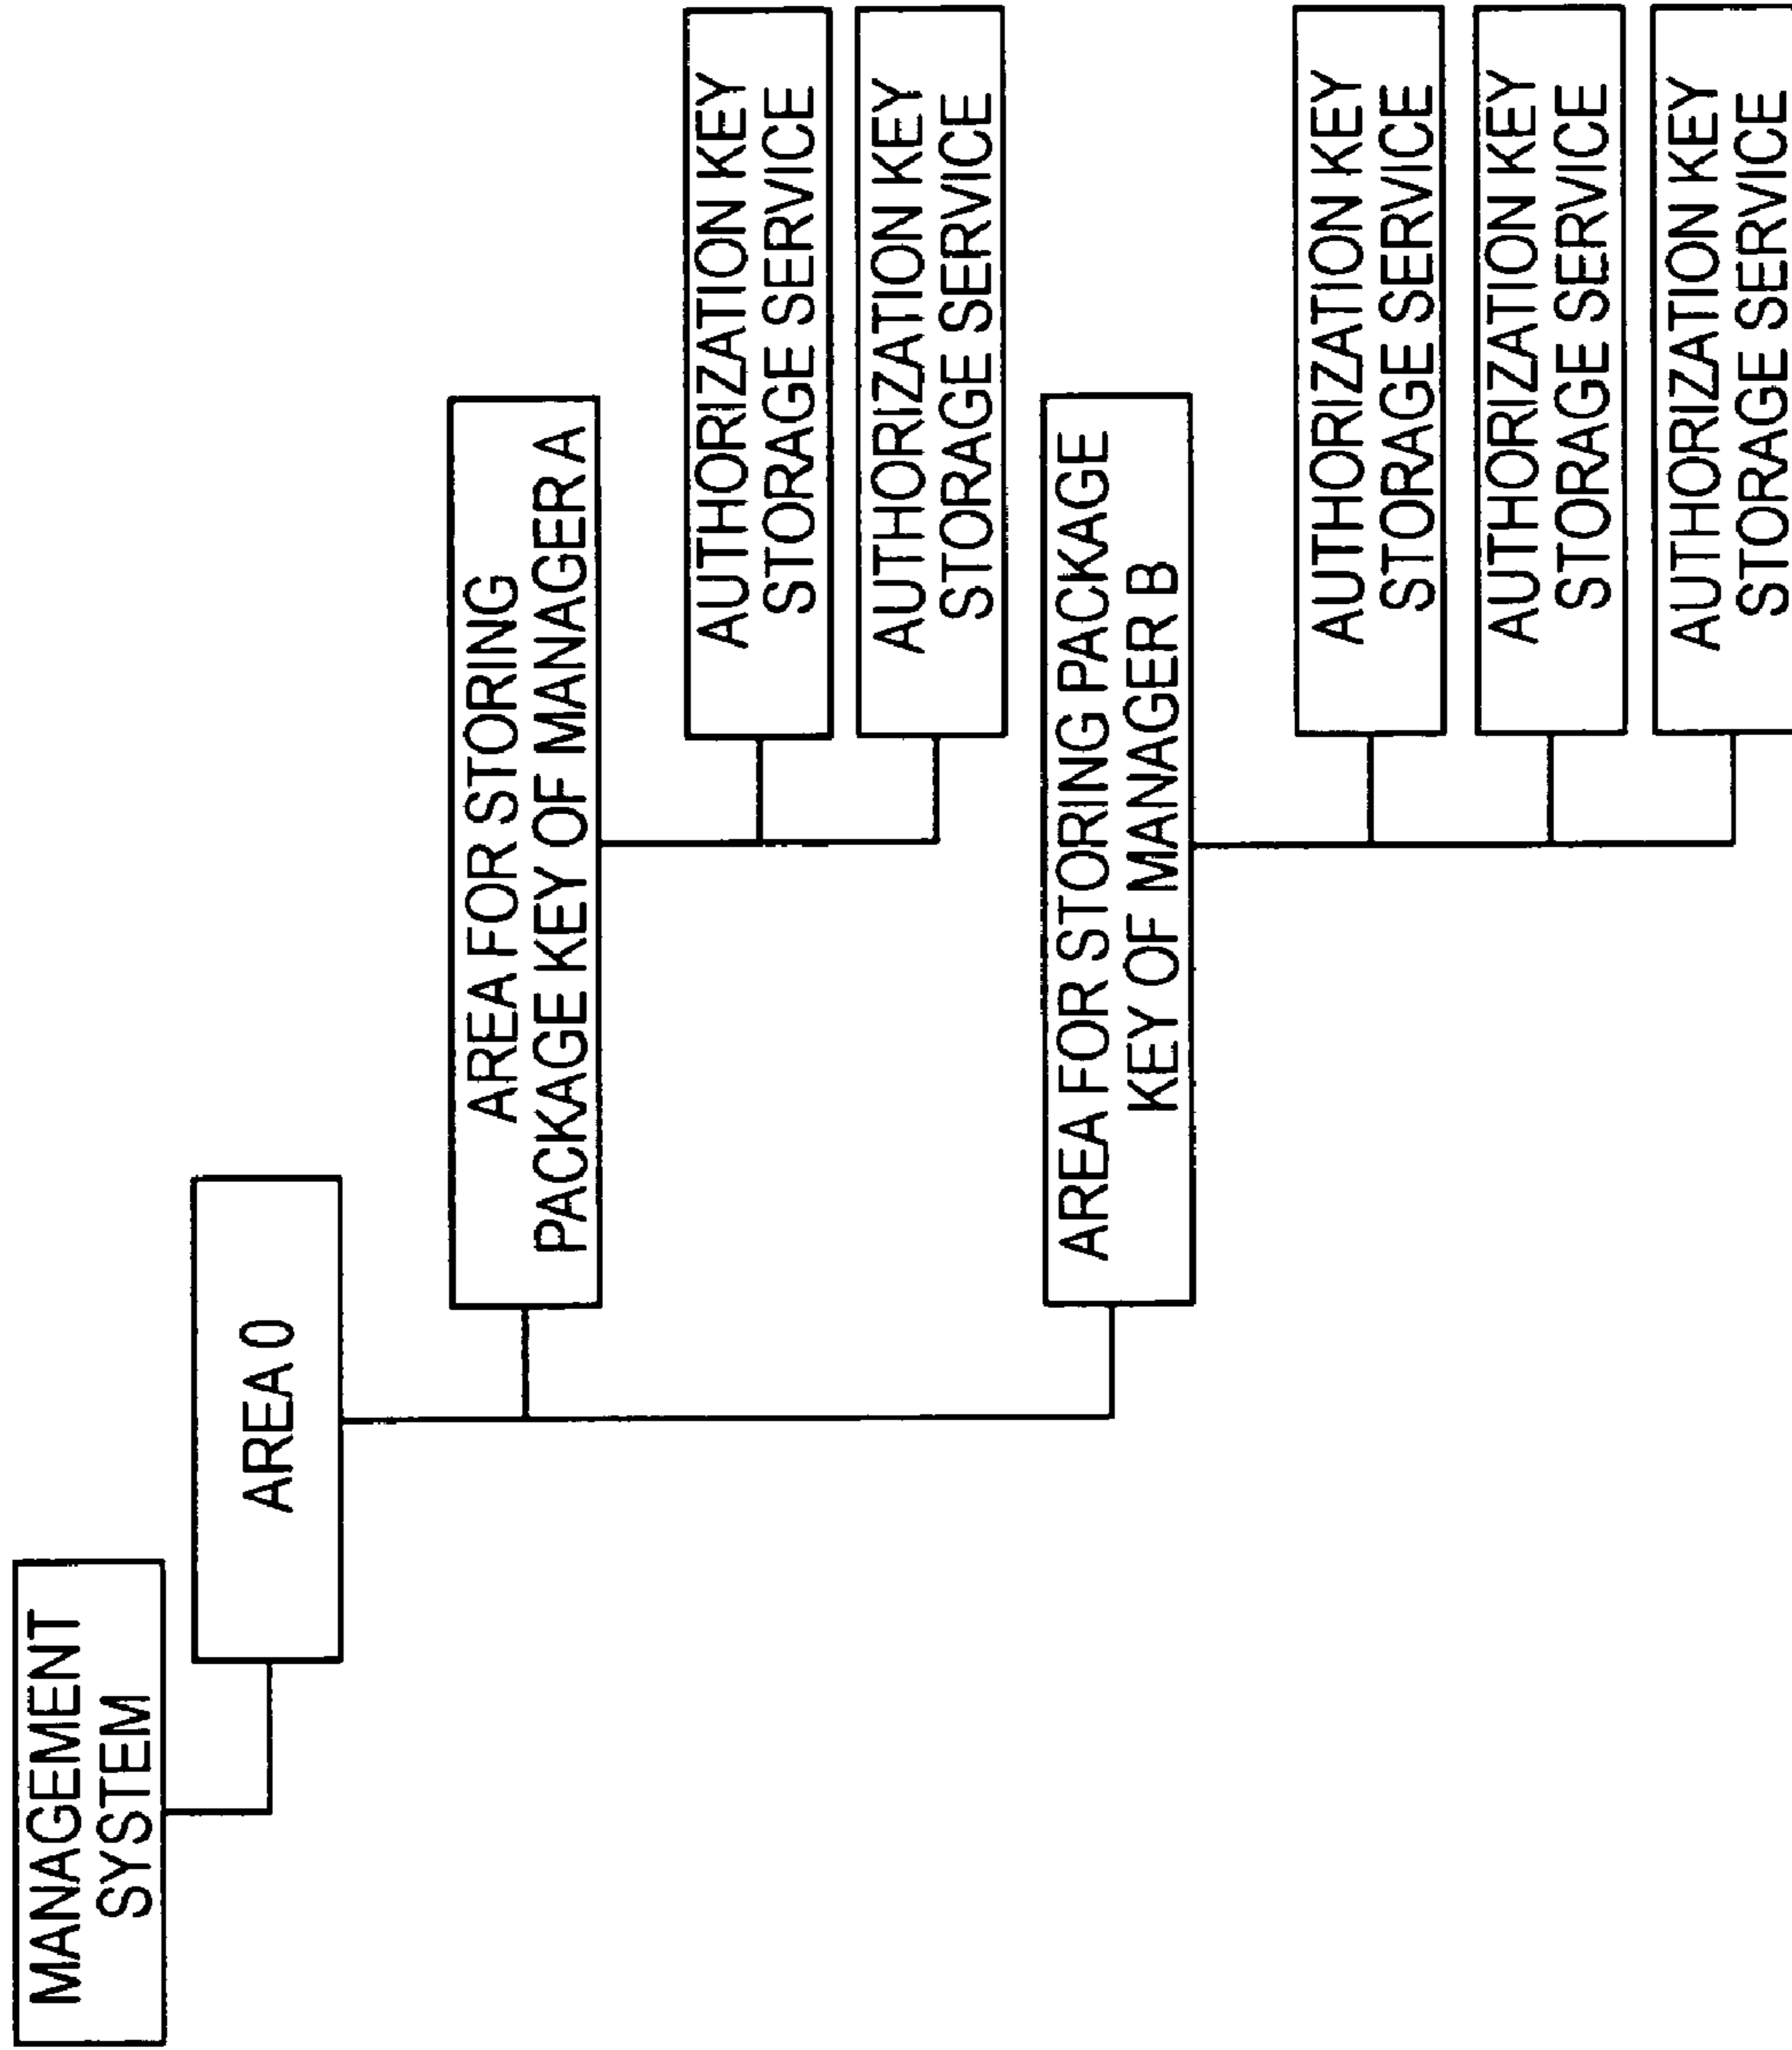 MANAGEMENT
SYSTEM
AREA 0
AREA FOR STORING
PACKAGE KEY OF MANAGER A
AUTHORIZATION KEY
STORAGE SERVICE
AUTHORIZATION KEY
STORAGE SERVICE
AREA FOR STORING PACKAGE
KEY OF MANAGER B
AUTHORIZATION KEY
STORAGE SERVICE
AUTHORIZATION KEY
STORAGE SERVICE
AUTHORIZATION KEY
STORAGE SERVICE